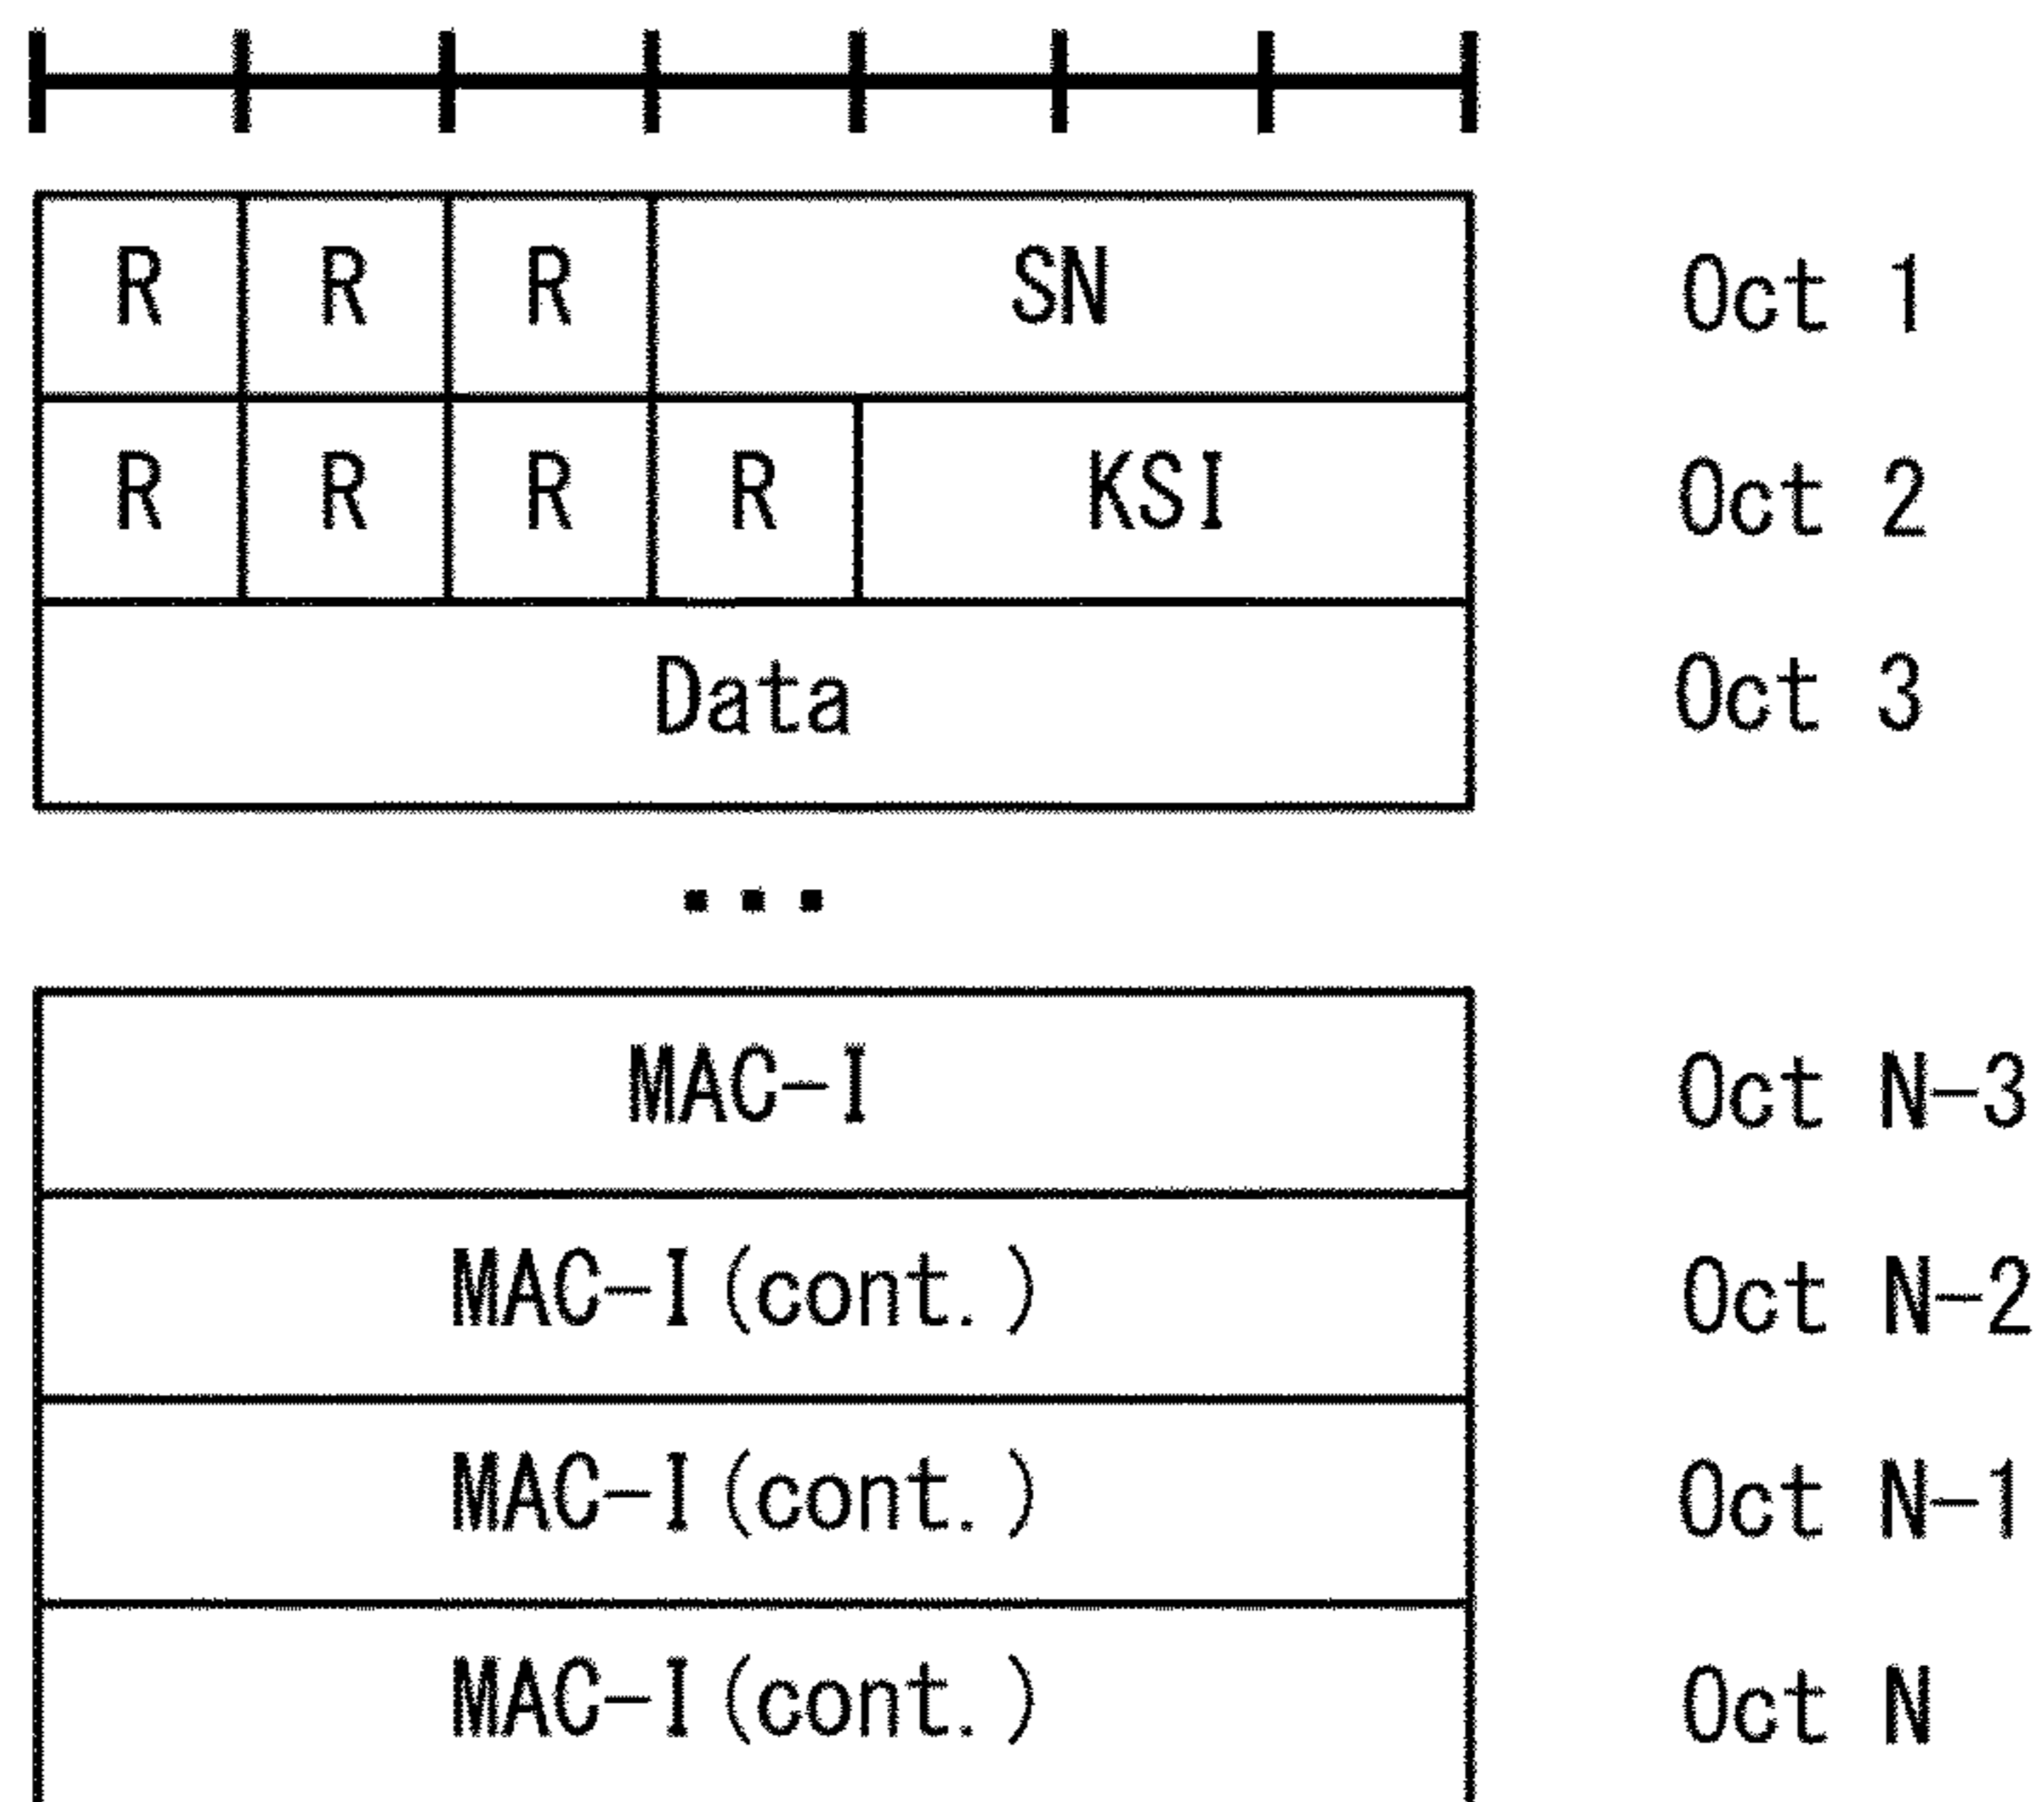 R R R SN Oct 1
R R R R KSI Oct 2
Data Oct 3
...
MAC-I Oct N-3
MAC-I(cont.) Oct N-2
MAC-I(cont.) Oct N-1
MAC-I(cont.) Oct N